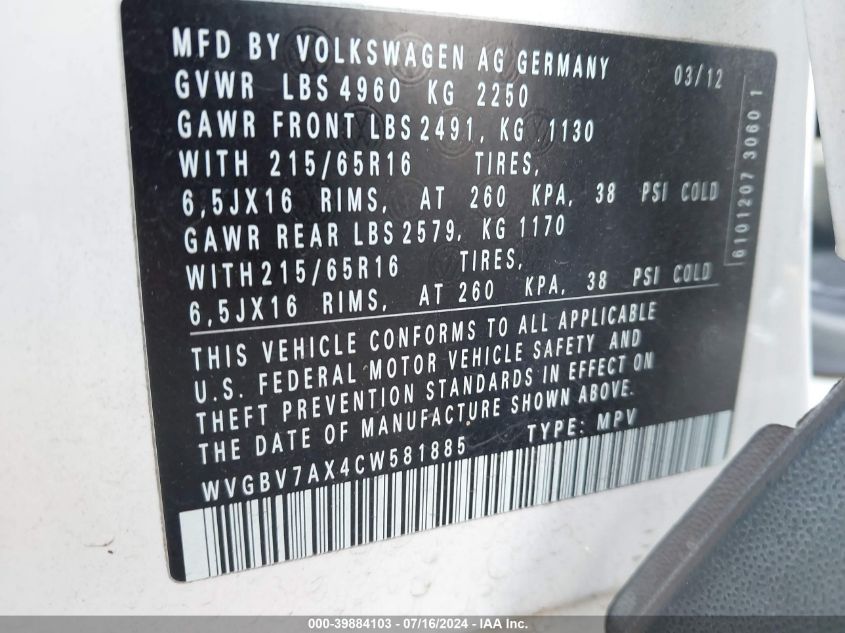 MFD BY VOLKSWAGEN AG GERMANY 03/12
GVWR LBS 4960 KG 2250
GAWR FRONT LBS 2491, KG 1130
WITH 215/65R16 TIRES,
6,5JX16 RIMS, AT 260 KPA, 38 PSI COLD
GAWR REAR LBS 2579, KG 1170
WITH 215/65R16 TIRES,
6,5JX16 RIMS, AT 260 KPA, 38 PSI COLD
THIS VEHICLE CONFORMS TO ALL APPLICABLE
U.S. FEDERAL MOTOR VEHICLE SAFETY AND
THEFT PREVENTION STANDARDS IN EFFECT ON
THE DATE OF MANUFACTURE SHOWN ABOVE.
WVGBV7AX4CW581885 TYPE: MPV
6101207 30601
000-39884103 - 07/16/2024 - IAA Inc.